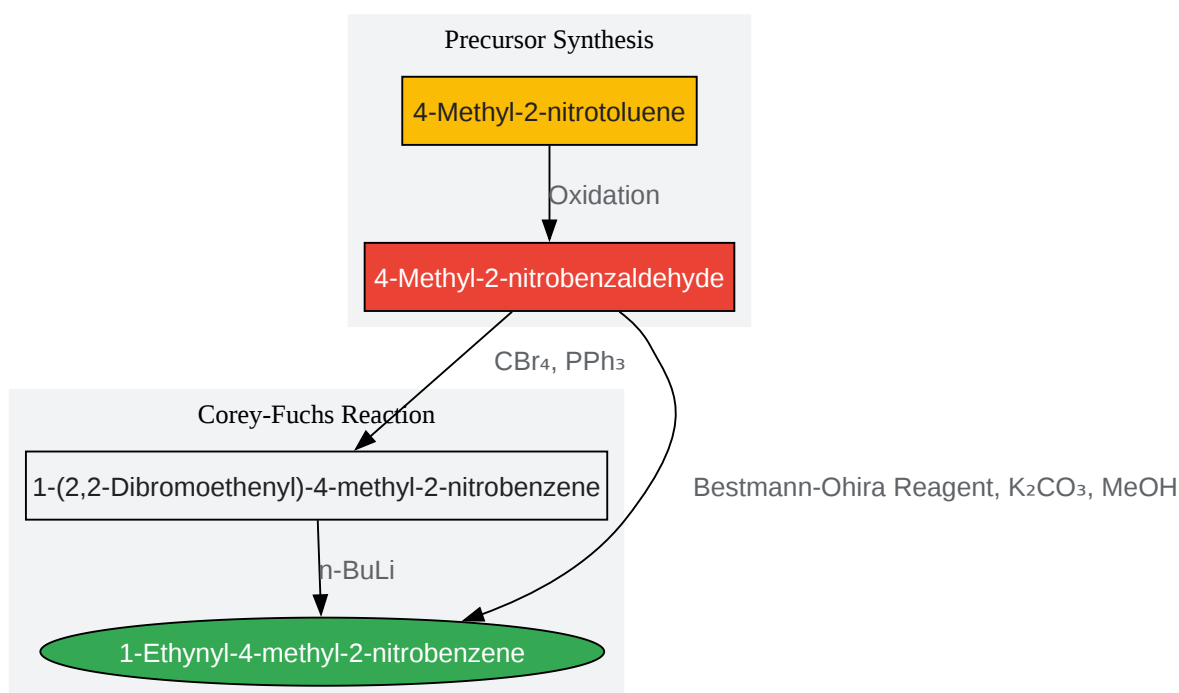 Precursor Synthesis
4-Methyl-2-nitrotoluene
Oxidation
4-Methyl-2-nitrobenzaldehyde
CBr₄, PPh₃
Corey-Fuchs Reaction
1-(2,2-Dibromoethenyl)-4-methyl-2-nitrobenzene
Bestmann-Ohira Reagent, K₂CO₃, MeOH
n-BuLi
1-Ethynyl-4-methyl-2-nitrobenzene